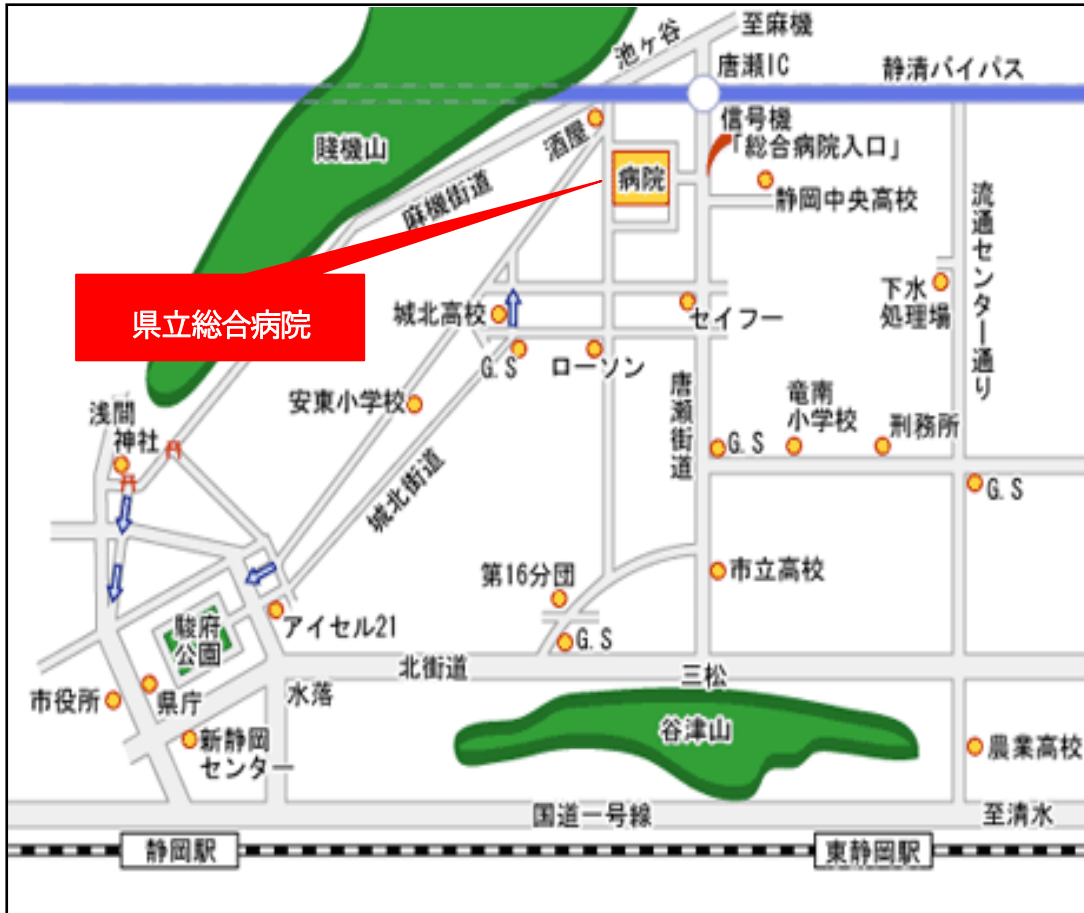 至麻機
池ヶ谷
唐瀬IC
静清バイパス
信号機
「総合病院入口」
酒屋
賤機山
病院
麻機街道
静岡中央高校
流通センター通り
県立総合病院
下水
処理場
城北高校
セイフー
G.S
ローソン
安東小学校
唐瀬街道
竜南
小学校
刑務所
浅間
神社
G.S
城北街道
G.S
第16分団
市立高校
アイセル21
駿府
公園
G.S
北街道
三松
市役所
県庁
水落
谷津山
新静岡
センター
農業高校
国道一号線
至清水
静岡駅
東静岡駅